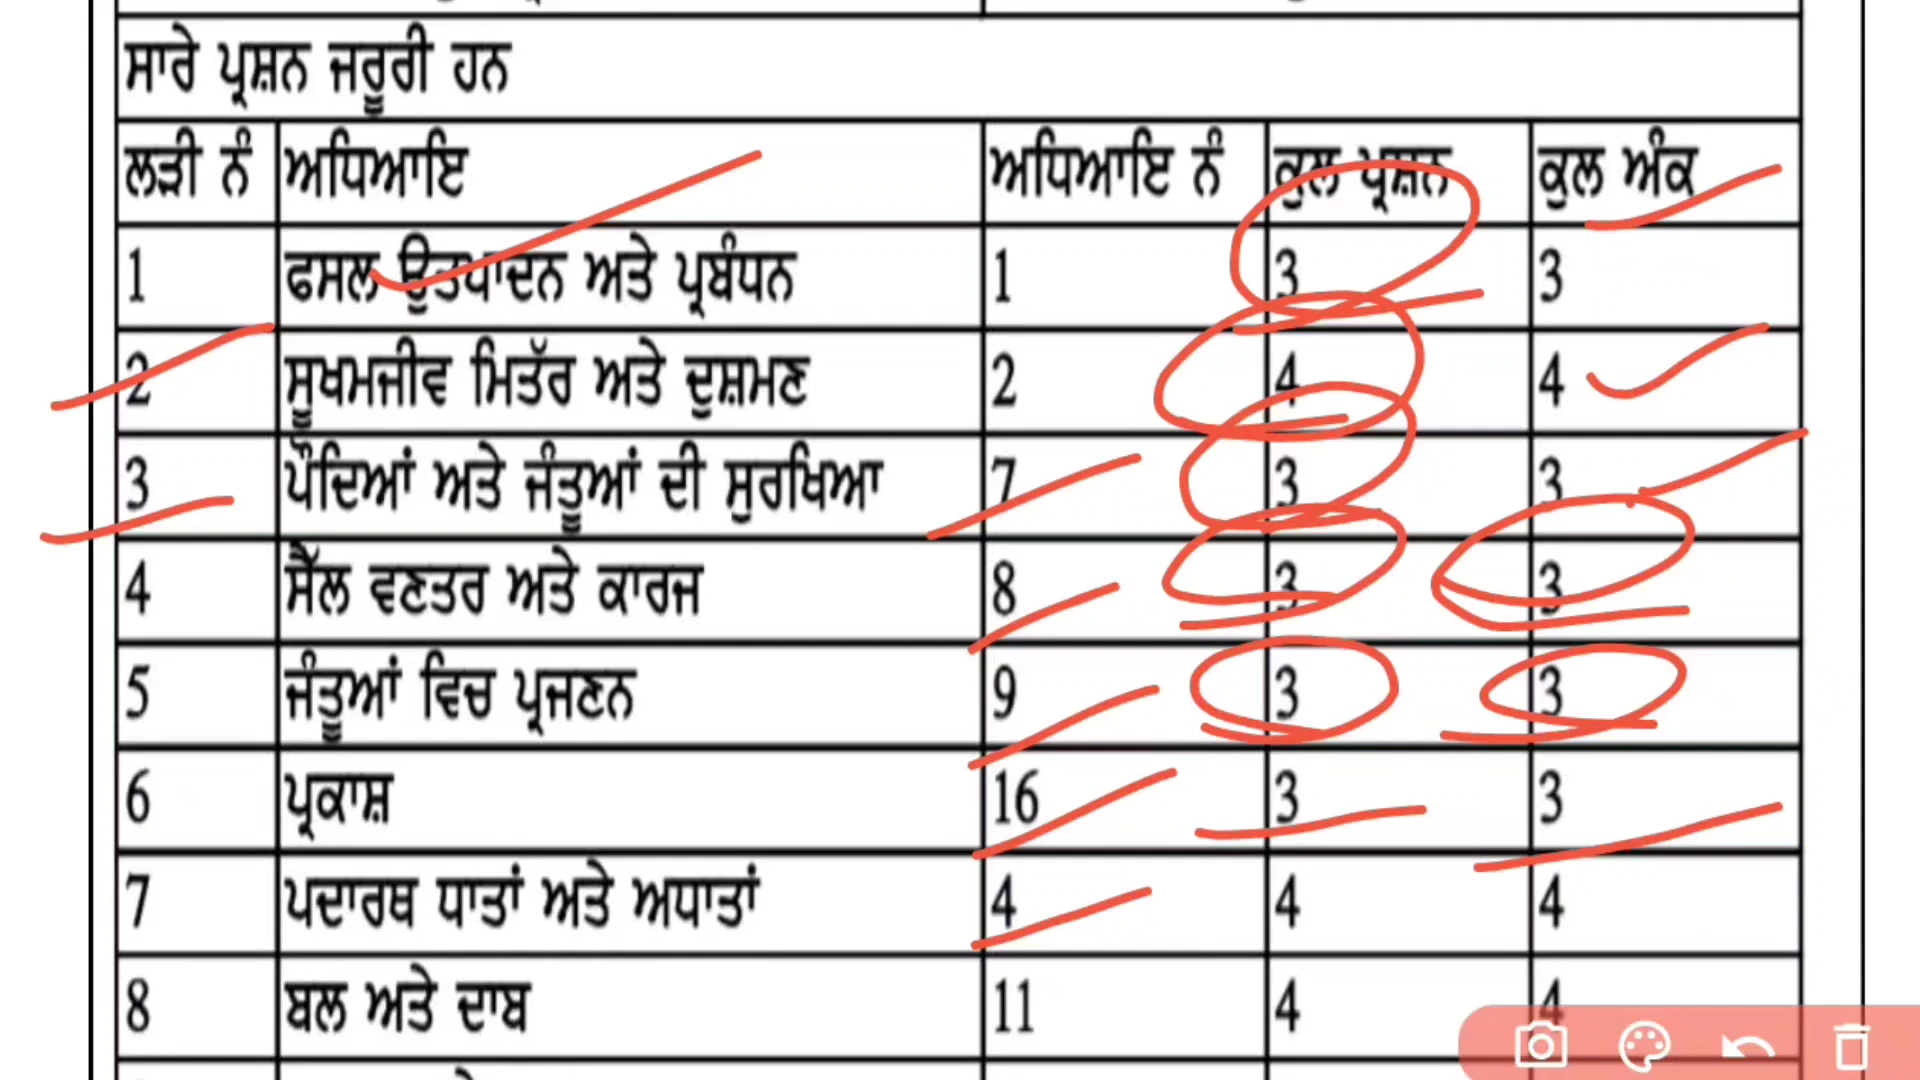 ਸਾਰੇ ਪ੍ਰਸ਼ਨ ਜਰੂਰੀ ਹਨ
ਲੜੀ ਨੰ ਅਧਿਆਇ ਅਧਿਆਇ ਨੰ ਕੁਲ ਪ੍ਰਸ਼ਨ ਕੁਲ ਅੰਕ
1 ਫਸਲ ਉਤਪਾਦਨ ਅਤੇ ਪ੍ਰਬੰਧਨ 1 3 3
2 ਸੂਖਮਜੀਵ ਮਿਤੱਰ ਅਤੇ ਦੁਸ਼ਮਣ 2 4 4
3 ਪੌਦਿਆਂ ਅਤੇ ਜੰਤੂਆਂ ਦੀ ਸੁਰਖਿਆ 7 3 3
4 ਸੈੱਲ ਵਣਤਰ ਅਤੇ ਕਾਰਜ 8 3 3
5 ਜੰਤੂਆਂ ਵਿਚ ਪ੍ਰਜਣਨ 9 3 3
6 ਪ੍ਰਕਾਸ਼ 16 3 3
7 ਪਦਾਰਥ ਧਾਤਾਂ ਅਤੇ ਅਧਾਤਾਂ 4 4 4
8 ਬਲ ਅਤੇ ਦਾਬ 11 4 4